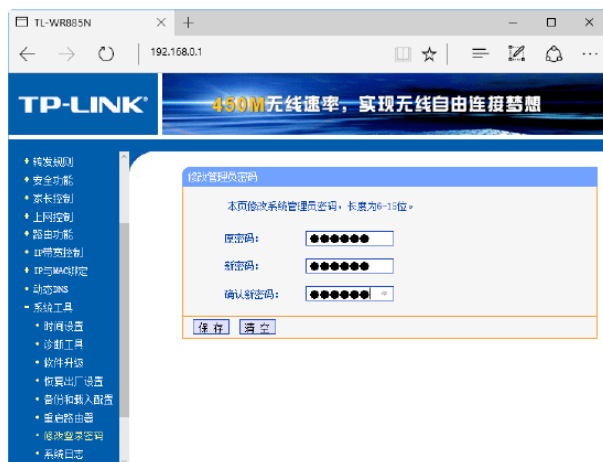 TL-WR885N
192.168.0.1
TP-LINK®
450M无线速率，实现无线自由连接梦想
转发规则
安全功能
家长控制
上网控制
路由功能
IP带宽控制
IP与MAC绑定
动态DNS
系统工具
时间设置
诊断工具
软件升级
恢复出厂设置
备份和载入配置
重启路由器
修改登录密码
系统日志
修改管理员密码
本页修改系统管理员密码，长度为6-15位。
原密码：
新密码：
确认新密码：
保 存 清 空